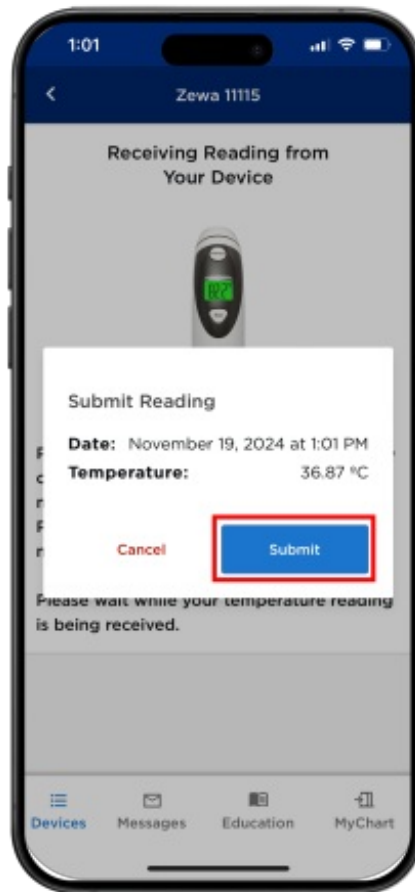 1:01
Zewa 11115
Receiving Reading from
Your Device
Submit Reading
Date: November 19, 2024 at 1:01 PM
Temperature: 36.87 °C
Cancel Submit
Please wait while your temperature reading
is being received.
Devices Messages Education MyChart